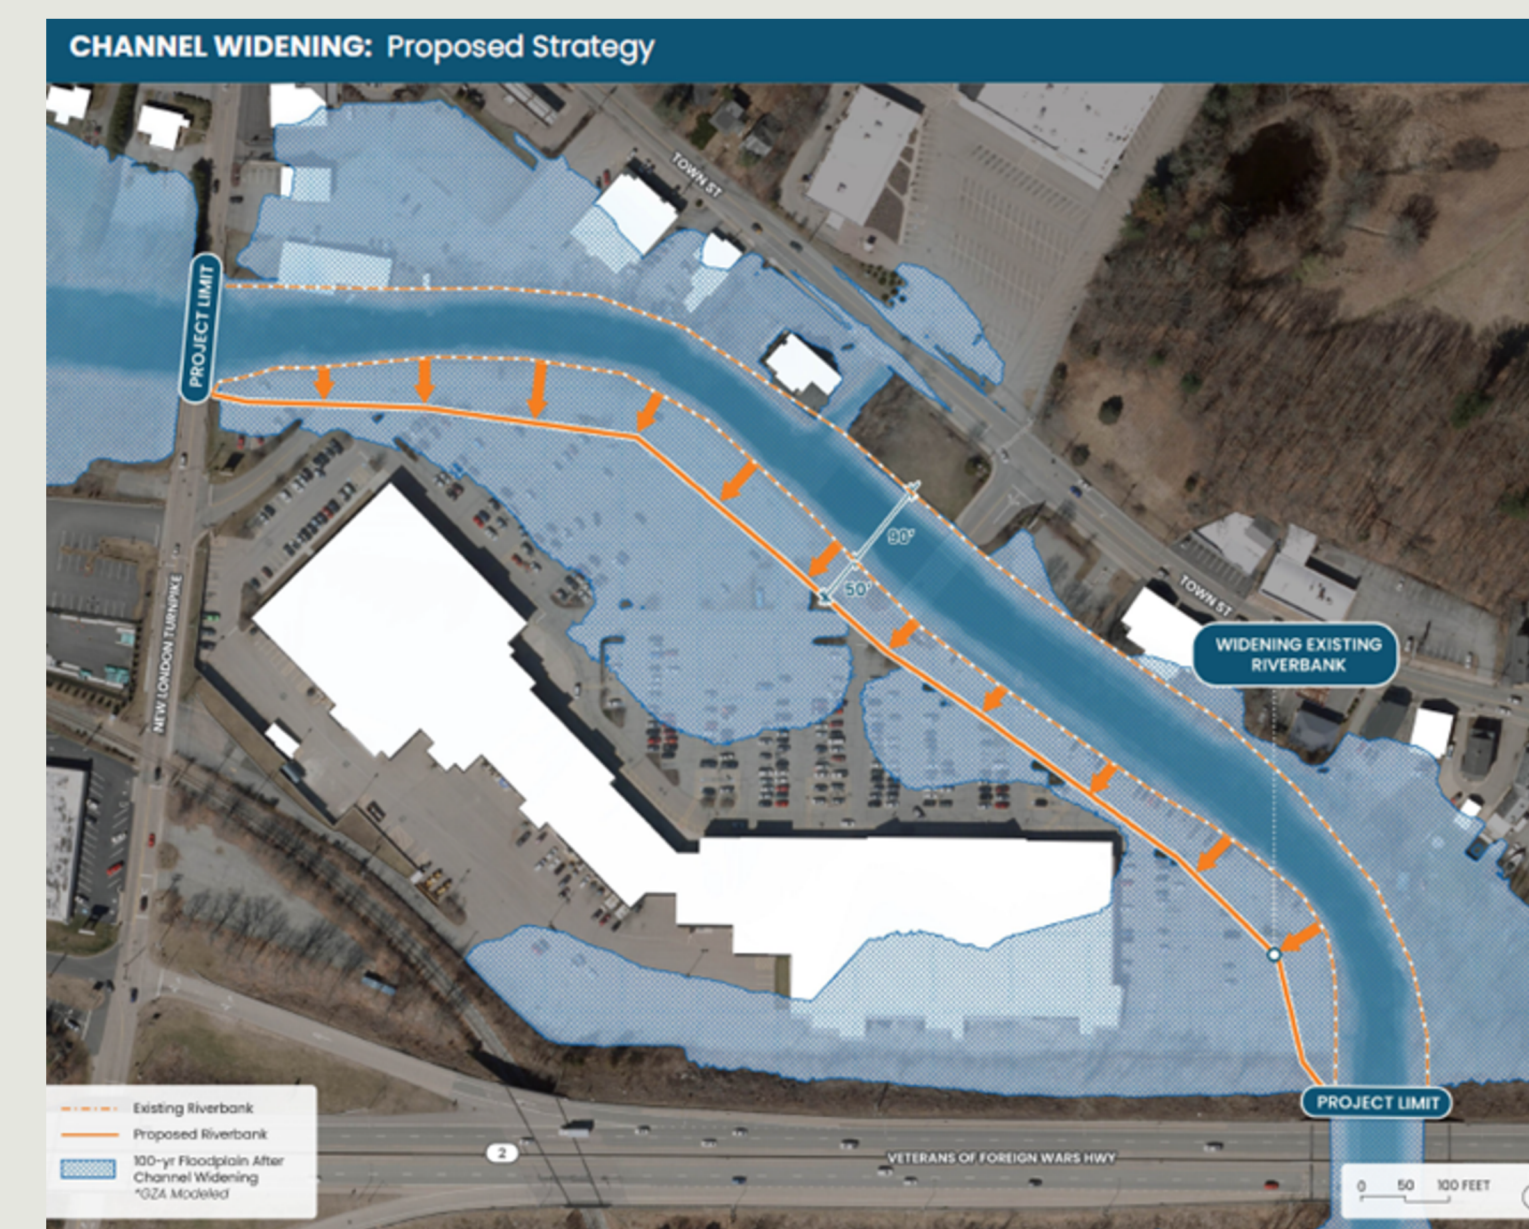 CHANNEL WIDENING: Proposed Strategy
TOWN ST
PROJECT LIMIT
90'
50'
TOWN ST
WIDENING EXISTING
RIVERBANK
NEW LONDON TURNPIKE
PROJECT LIMIT
Existing Riverbank
Proposed Riverbank
100-yr Floodplain After
Channel Widening
*GZA Modeled
2
VETERANS OF FOREIGN WARS HWY
0 50 100 FEET